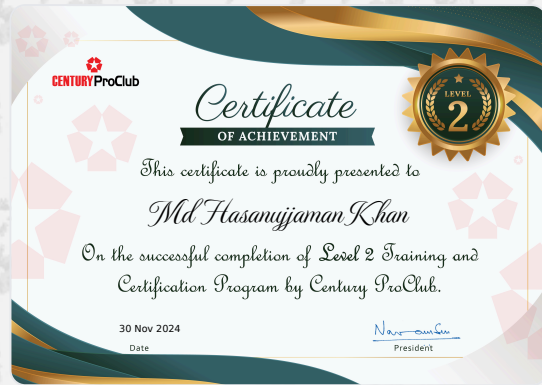 CENTURY ProClub
LEVEL
2
Certificate
OF ACHIEVEMENT
This certificate is proudly presented to
Md Hasanujjaman Khan
On the successful completion of Level 2 Training and
Certification Program by Century ProClub.
30 Nov 2024
Date
President